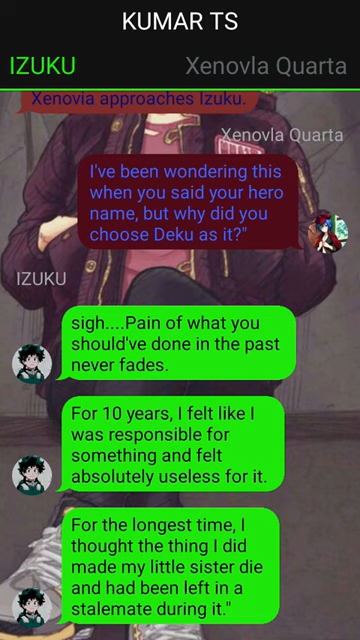 KUMAR TS
IZUKU Xenovla Quarta
Xenovia approaches Izuku.
Xenovla Quarta
I've been wondering this
when you said your hero
name, but why did you
choose Deku as it?"
IZUKU
sigh....Pain of what you
should've done in the past
never fades.
For 10 years, I felt like I
was responsible for
something and felt
absolutely useless for it.
For the longest time, I
thought the thing I did
made my little sister die
and had been left in a
stalemate during it."